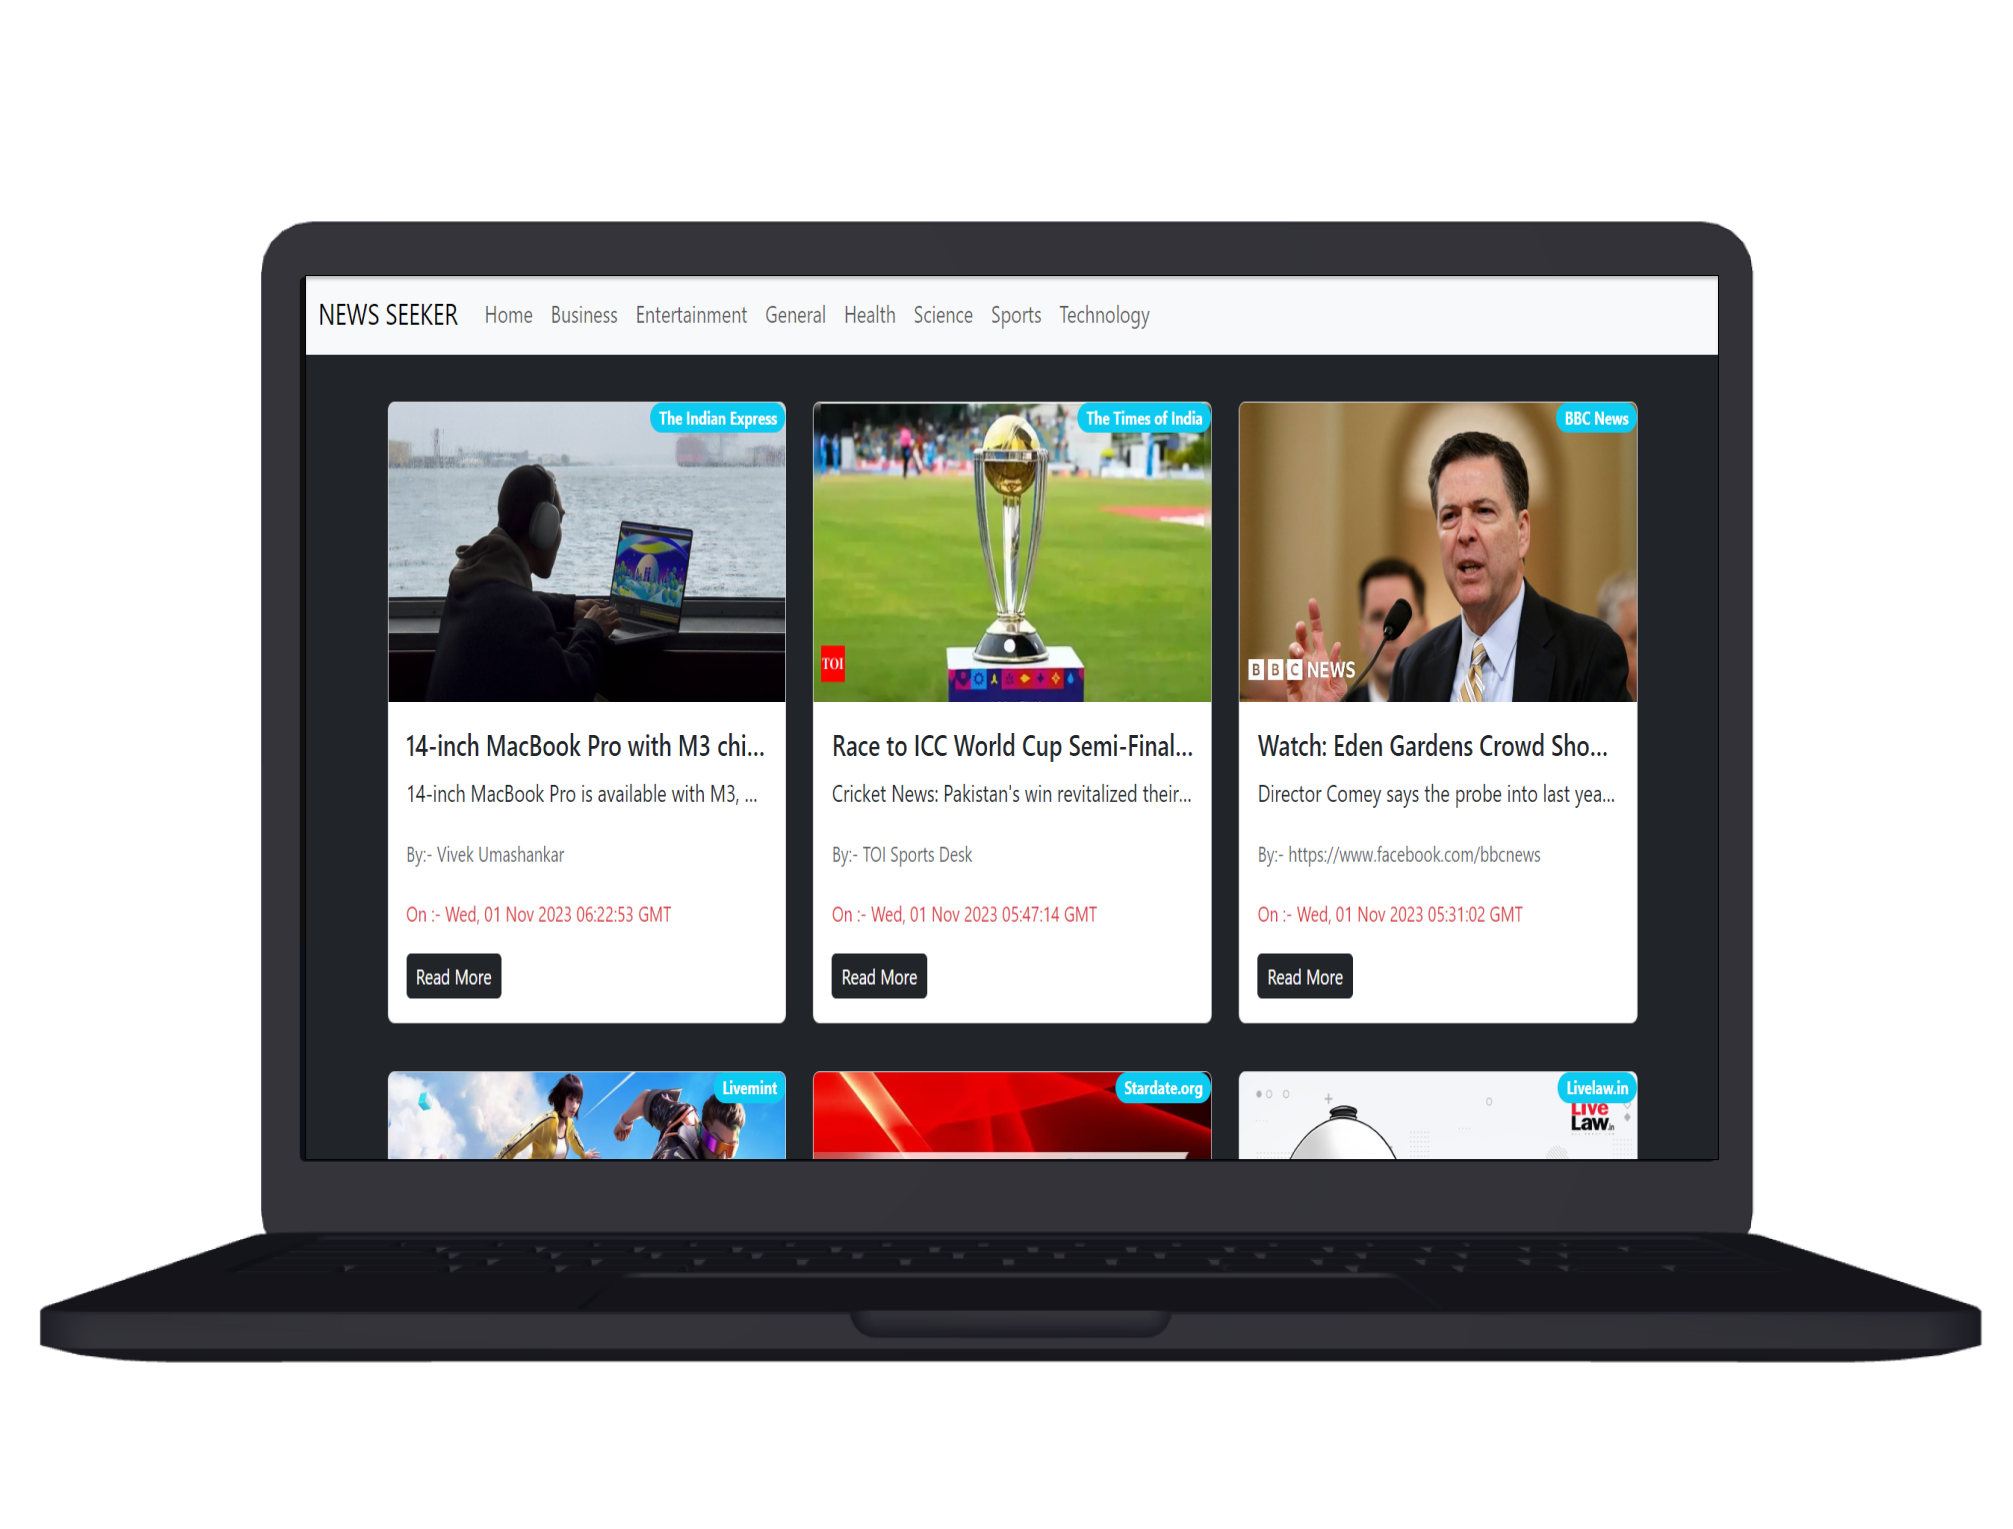 NEWS SEEKER Home Business Entertainment General Health Science Sports Technology
The Indian Express
14-inch MacBook Pro with M3 chi...
14-inch MacBook Pro is available with M3, ...
By:- Vivek Umashankar
On :- Wed, 01 Nov 2023 06:22:53 GMT
Read More
The Times of India
TOI
Race to ICC World Cup Semi-Final...
Cricket News: Pakistan's win revitalized their...
By:- TOI Sports Desk
On :- Wed, 01 Nov 2023 05:47:14 GMT
Read More
BBC News
BBC NEWS
Watch: Eden Gardens Crowd Sho...
Director Comey says the probe into last yea...
By:- https://www.facebook.com/bbcnews
On :- Wed, 01 Nov 2023 05:31:02 GMT
Read More
Livemint
Stardate.org
Livelaw.in
Live
Law.in